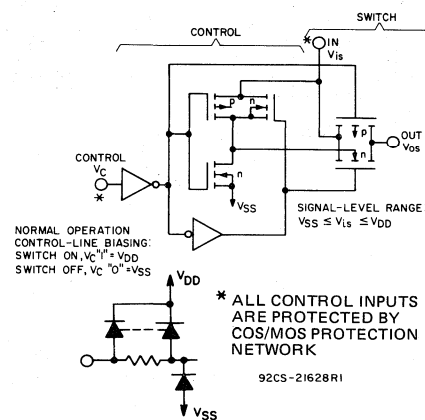 SWITCH
CONTROL
* IN
Vis
p n
p
n
OUT
Vos
CONTROL
VC
*
n
VSS
SIGNAL-LEVEL RANGE:
VSS ≤ Vis ≤ VDD
NORMAL OPERATION
CONTROL-LINE BIASING:
SWITCH ON, VC "1" = VDD
SWITCH OFF, VC "0" = VSS
VDD
* ALL CONTROL INPUTS
ARE PROTECTED BY
COS/MOS PROTECTION
NETWORK
92CS-21628R1
VSS